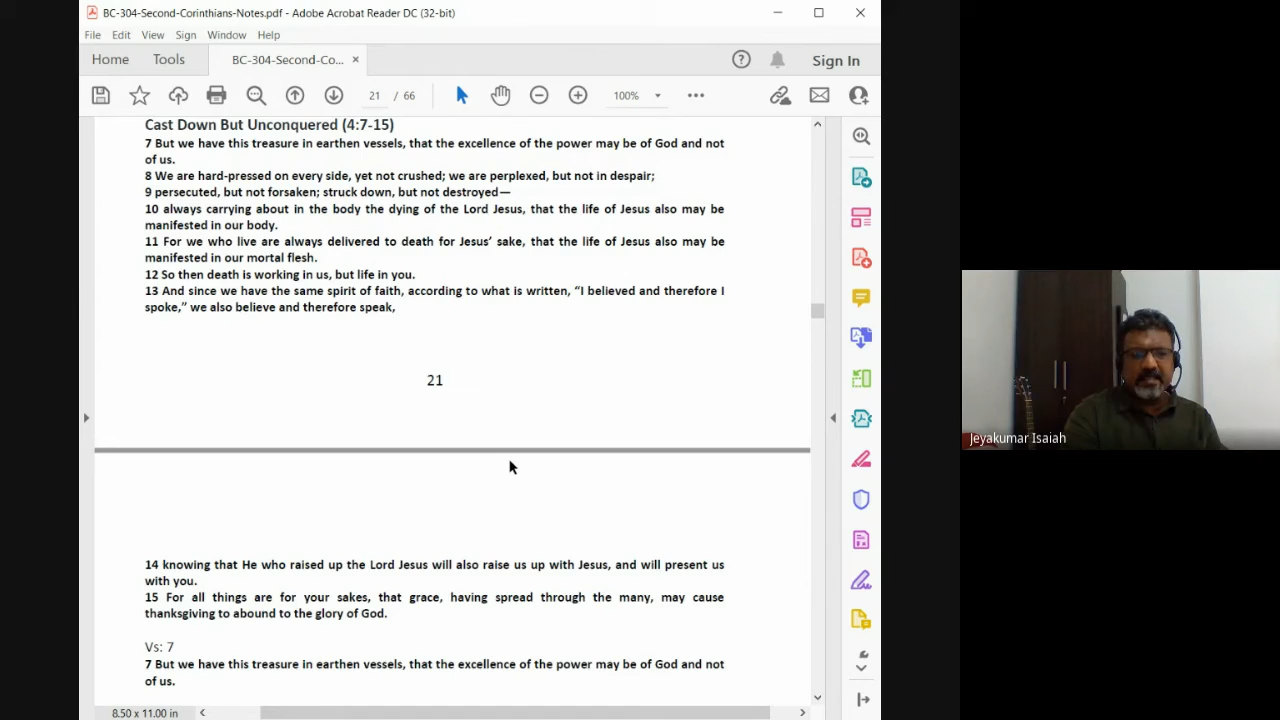 BC-304-Second-Corinthians-Notes.pdf - Adobe Acrobat Reader DC (32-bit)
File Edit View Sign Window Help
Home Tools BC-304-Second-Co... × Sign In
21 / 66 100%
Cast Down But Unconquered (4:7-15)
7 But we have this treasure in earthen vessels, that the excellence of the power may be of God and not
of us.
8 We are hard-pressed on every side, yet not crushed; we are perplexed, but not in despair;
9 persecuted, but not forsaken; struck down, but not destroyed—
10 always carrying about in the body the dying of the Lord Jesus, that the life of Jesus also may be
manifested in our body.
11 For we who live are always delivered to death for Jesus’ sake, that the life of Jesus also may be
manifested in our mortal flesh.
12 So then death is working in us, but life in you.
13 And since we have the same spirit of faith, according to what is written, “I believed and therefore I
spoke,” we also believe and therefore speak,
21
14 knowing that He who raised up the Lord Jesus will also raise us up with Jesus, and will present us
with you.
15 For all things are for your sakes, that grace, having spread through the many, may cause
thanksgiving to abound to the glory of God.
Vs: 7
7 But we have this treasure in earthen vessels, that the excellence of the power may be of God and not
of us.
8.50 x 11.00 in
Jeyakumar Isaiah